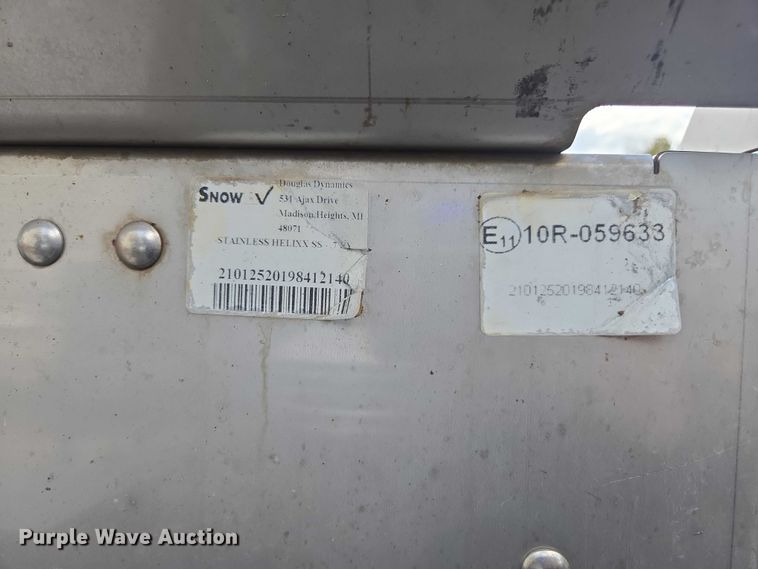 Snow ✓
Douglas Dynamics
531 Ajax Drive
Madison Heights, MI
48071
STAINLESS HELIXX SS
21012520198412140
E11 10R-059633
21012520198412140
Purple Wave Auction